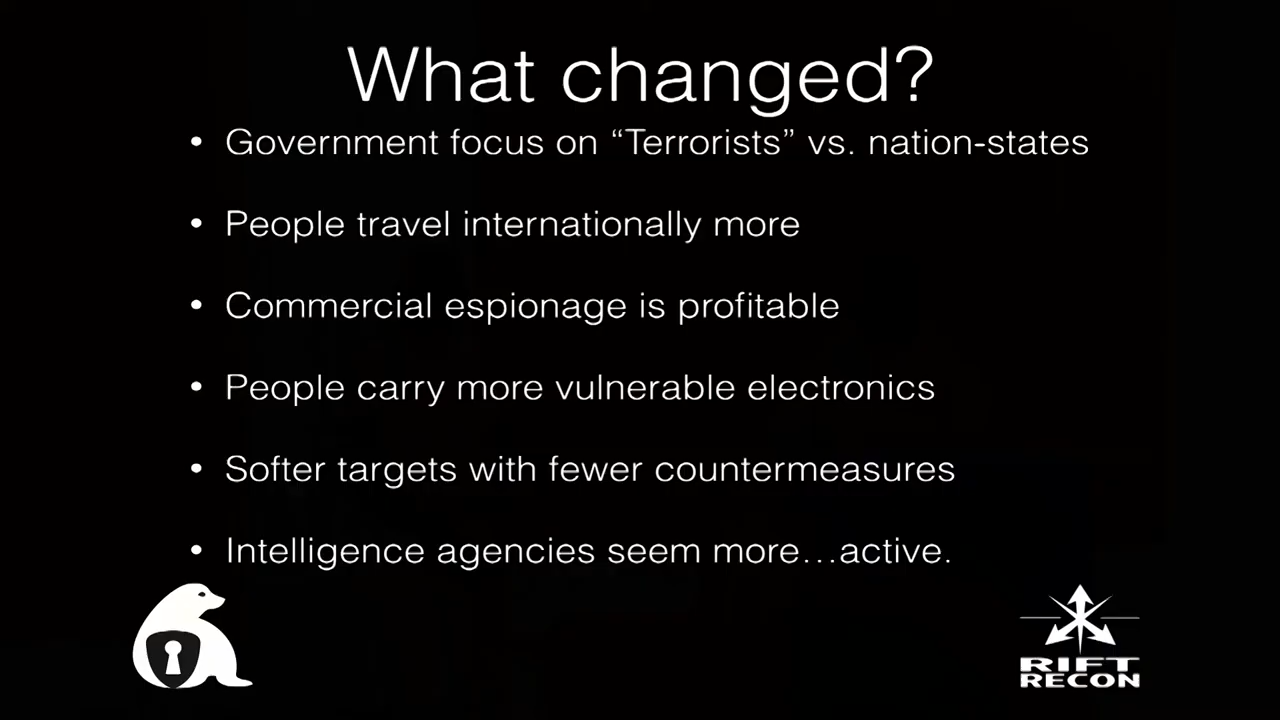 What changed?
• Government focus on “Terrorists” vs. nation-states
• People travel internationally more
• Commercial espionage is profitable
• People carry more vulnerable electronics
• Softer targets with fewer countermeasures
• Intelligence agencies seem more...active.
RIFT
RECON